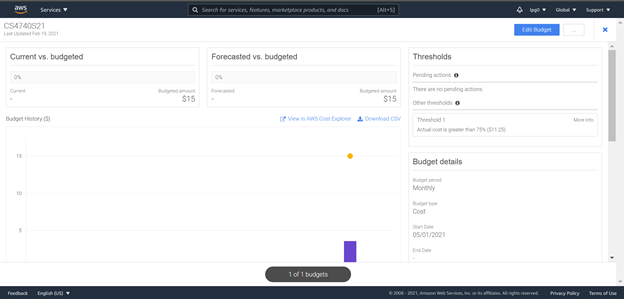 aws
Services
Search for services, features, marketplace products, and docs
[Alt+S]
Global
Support
CS4740S21
Last Updated Feb 19, 2021
Edit Budget
...
Current vs. budgeted
0%
Current
Budgeted amount
-
$15
Forecasted vs. budgeted
0%
Forecasted
Budgeted amount
-
$15
Budget History ($)
View in AWS Cost Explorer
Download CSV
15
10
5
Thresholds
Pending actions
There are no pending actions.
Other thresholds
Threshold 1
More info
Actual cost is greater than 75% ($11.25)
Budget details
Budget period
Monthly
Budget type
Cost
Start Date
05/01/2021
End Date
-
1 of 1 budgets
Feedback
English (US)
© 2008 - 2021, Amazon Web Services, Inc. or its affiliates. All rights reserved.
Privacy Policy
Terms of Use